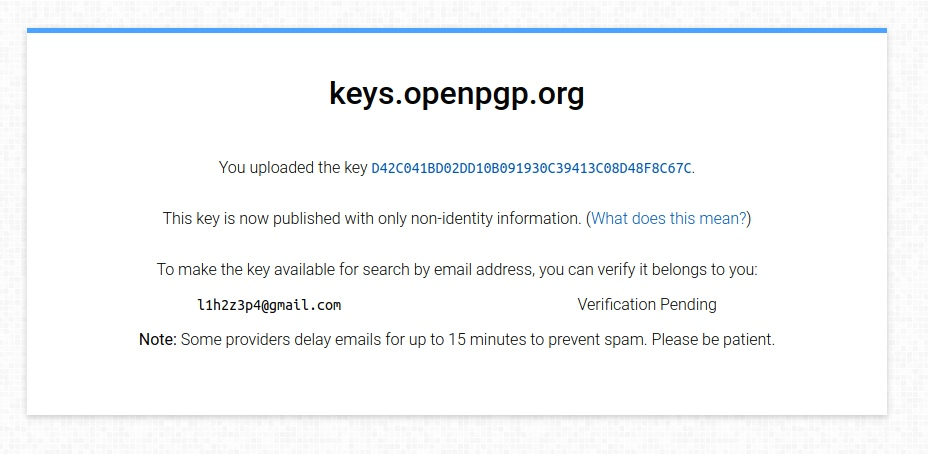 keys.openpgp.org
You uploaded the key D42C041BD02DD10B091930C39413C08D48F8C67C.
This key is now published with only non-identity information. (What does this mean?)
To make the key available for search by email address, you can verify it belongs to you:
l1h2z3p4@gmail.com Verification Pending
Note: Some providers delay emails for up to 15 minutes to prevent spam. Please be patient.